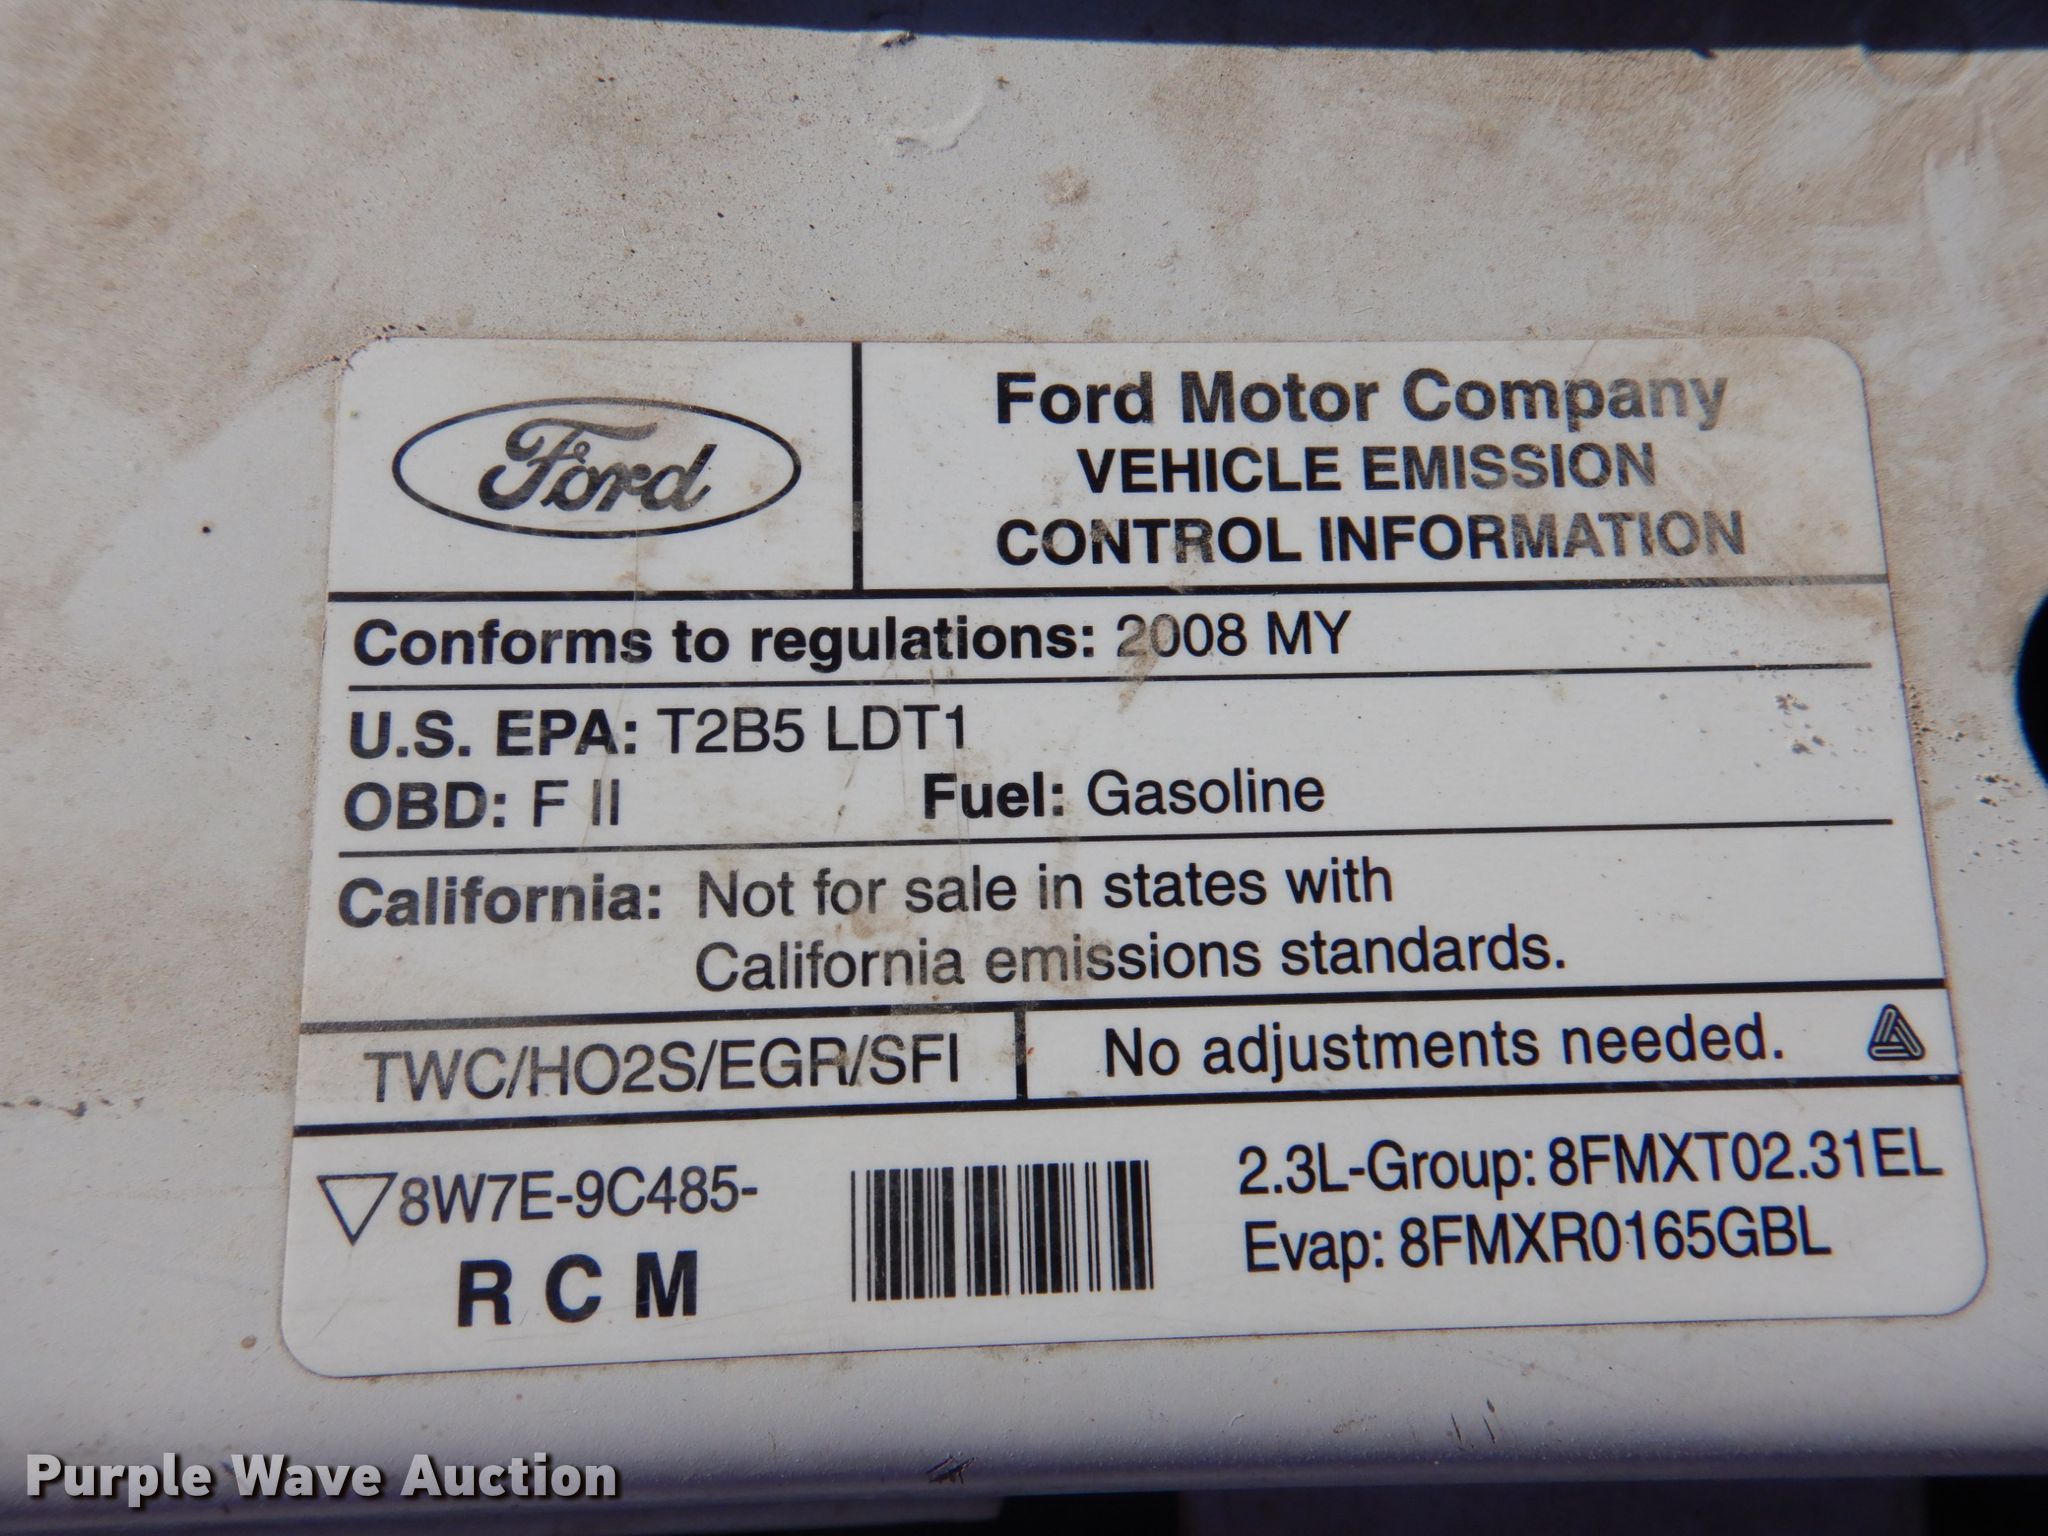 Ford
Ford Motor Company
VEHICLE EMISSION
CONTROL INFORMATION
Conforms to regulations: 2008 MY
U.S. EPA: T2B5 LDT1
OBD: F II Fuel: Gasoline
California: Not for sale in states with
California emissions standards.
TWC/HO2S/EGR/SFI
No adjustments needed.
8W7E-9C485-
R C M
2.3L-Group: 8FMXT02.31EL
Evap: 8FMXR0165GBL
Purple Wave Auction